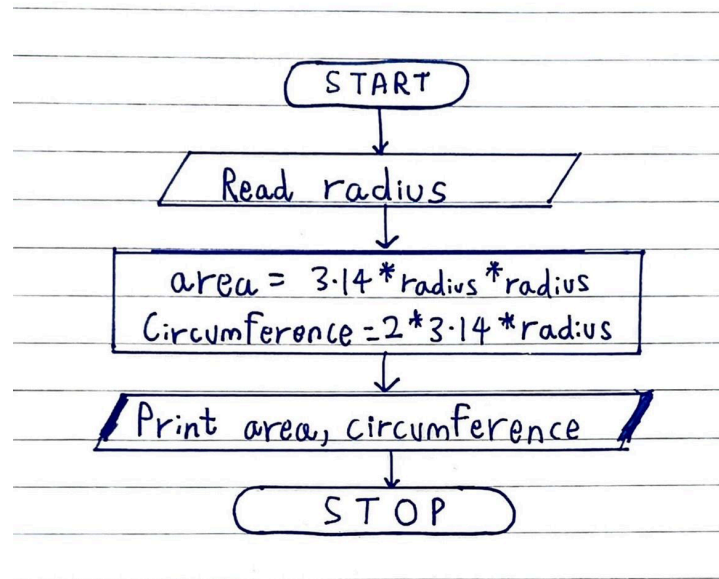 START
Read radius
area = 3.14*radius*radius
Circumference = 2*3.14*radius
Print area, circumference
STOP